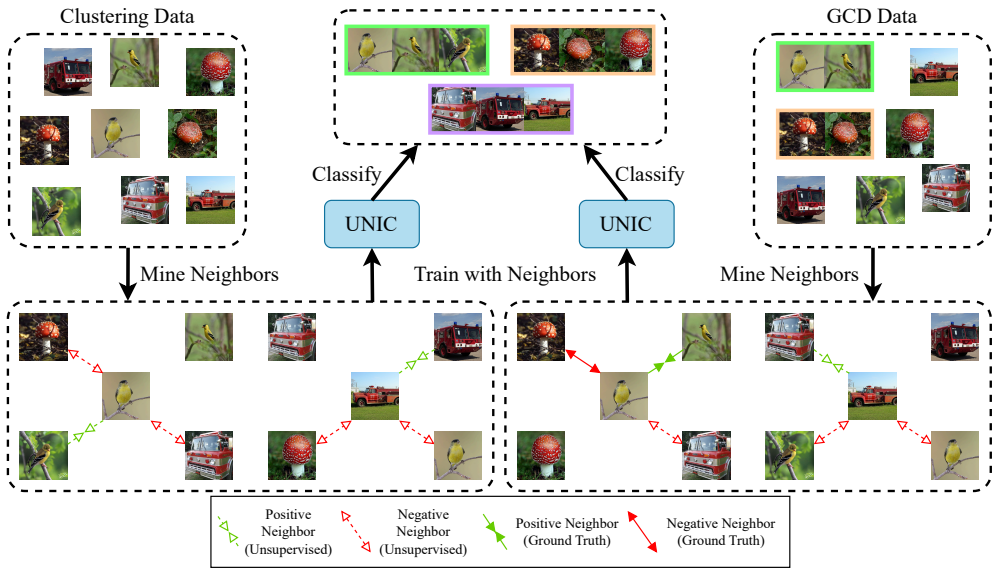 Clustering Data
GCD Data
Classify
Classify
UNIC
UNIC
Mine Neighbors
Train with Neighbors
Mine Neighbors
Positive
Neighbor
(Unsupervised)
Negative
Neighbor
(Unsupervised)
Positive Neighbor
(Ground Truth)
Negative Neighbor
(Ground Truth)